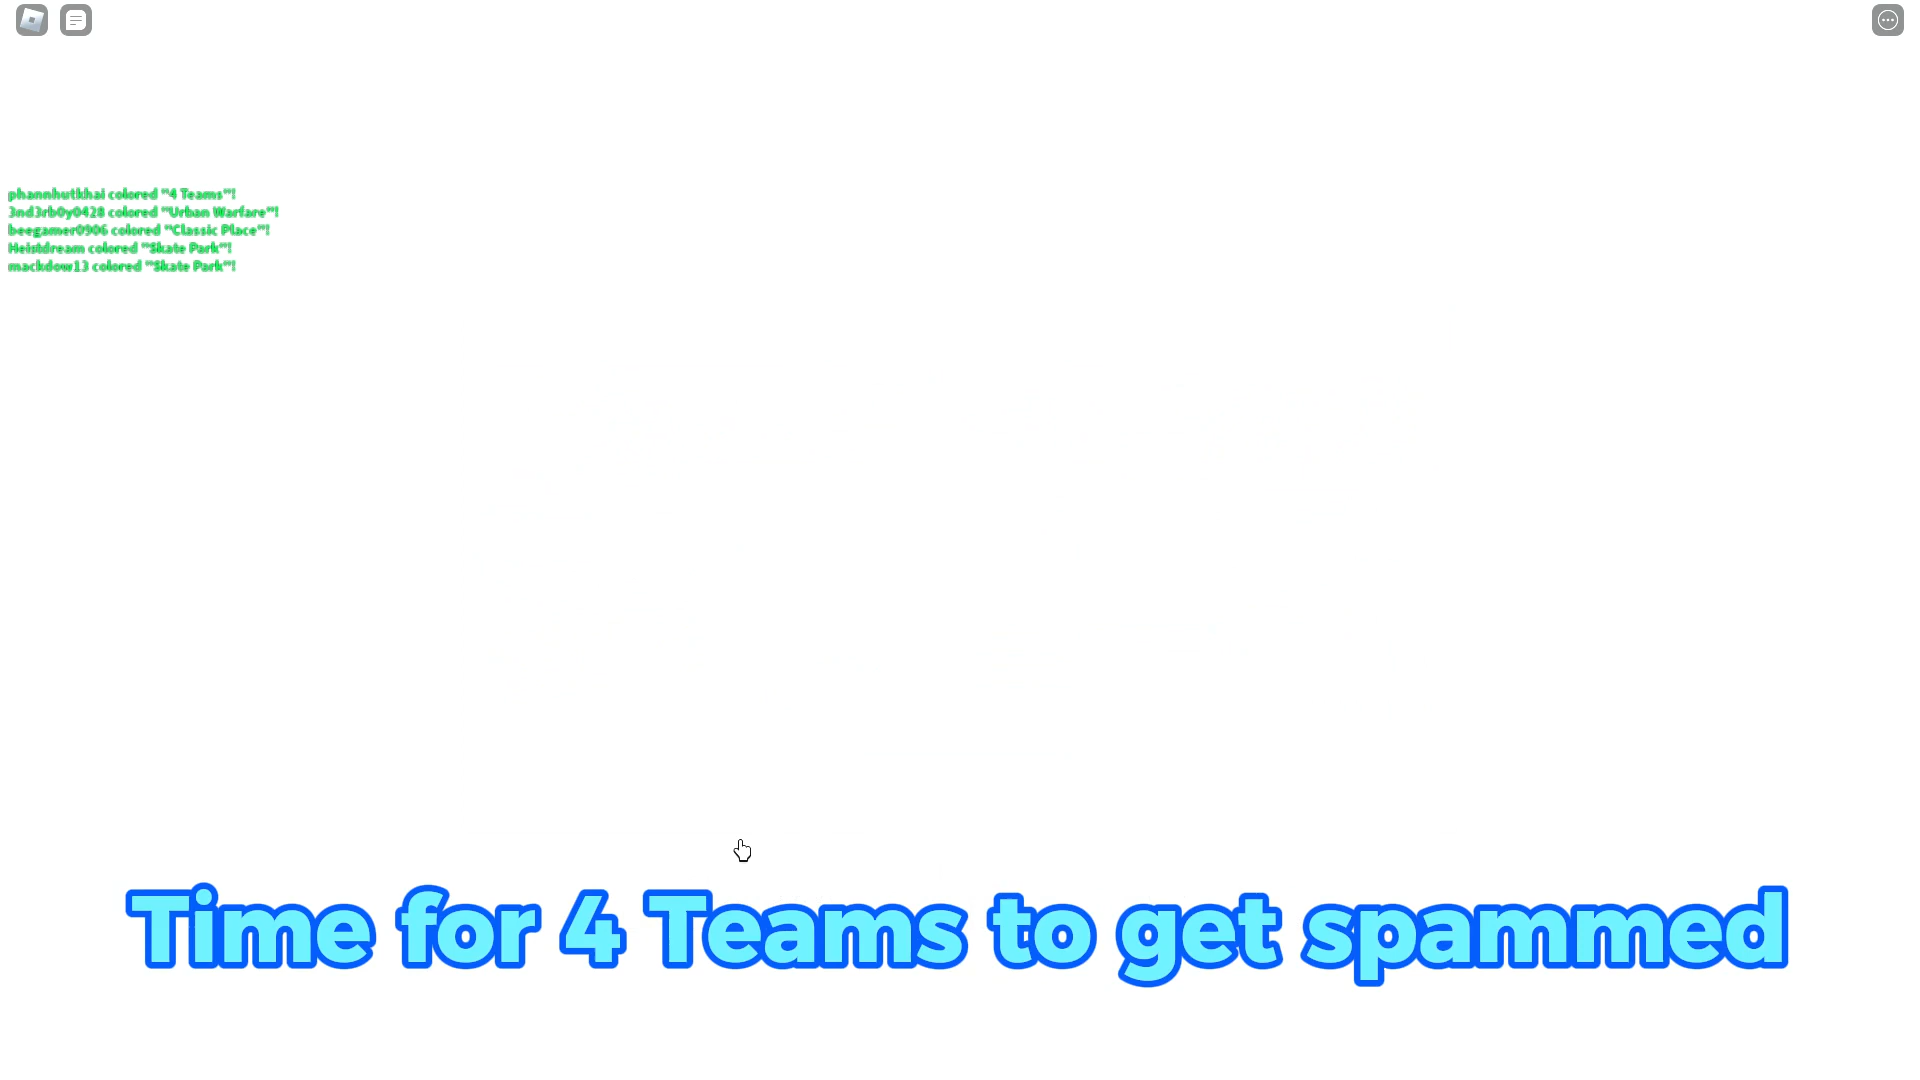 phannhutkhai colored "4 Teams"!
3nd3rb0y0428 colored "Urban Warfare"!
beegamer0906 colored "Classic Place"!
Heistdream colored "Skate Park"!
mackdow13 colored "Skate Park"!
Time for 4 Teams to get spammed